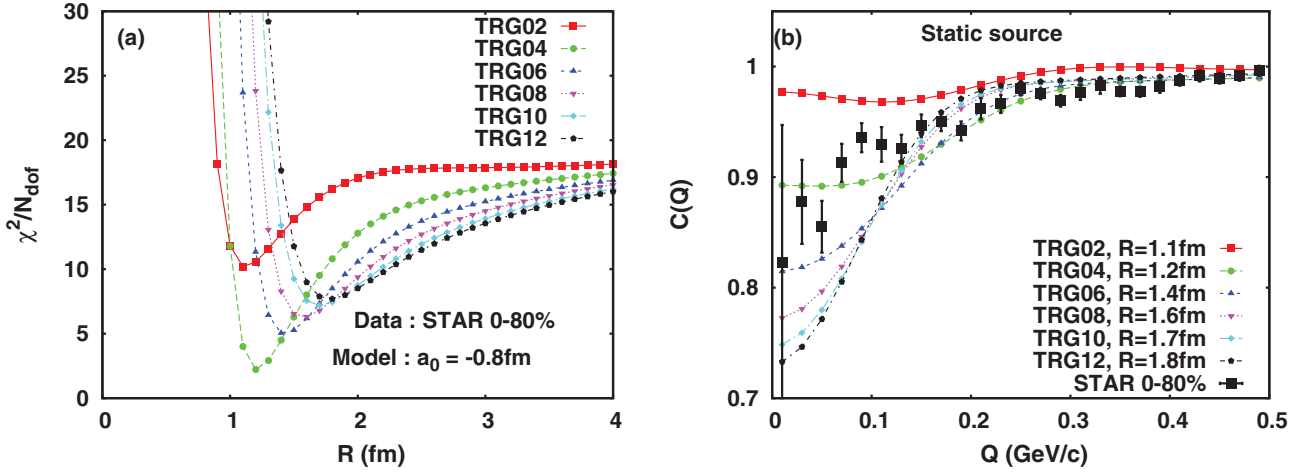 (a)
TRG02
TRG04
TRG06
TRG08
TRG10
TRG12
Data : STAR 0-80%
Model : a₀ = -0.8fm
χ²/N_dof
30
25
20
15
10
5
0
0
1
2
3
4
R (fm)
(b)
Static source
TRG02, R=1.1fm
TRG04, R=1.2fm
TRG06, R=1.4fm
TRG08, R=1.6fm
TRG10, R=1.7fm
TRG12, R=1.8fm
STAR 0-80%
C(Q)
1
0.9
0.8
0.7
0
0.1
0.2
0.3
0.4
0.5
Q (GeV/c)